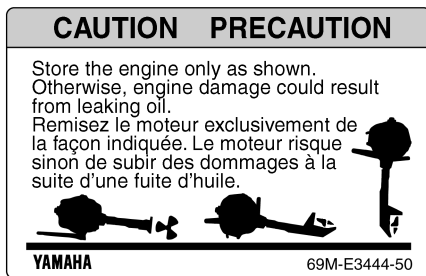 CAUTION PRECAUTION
Store the engine only as shown.
Otherwise, engine damage could result
from leaking oil.
Remisez le moteur exclusivement de
la façon indiquée. Le moteur risque
sinon de subir des dommages à la
suite d'une fuite d'huile.
YAMAHA 69M-E3444-50